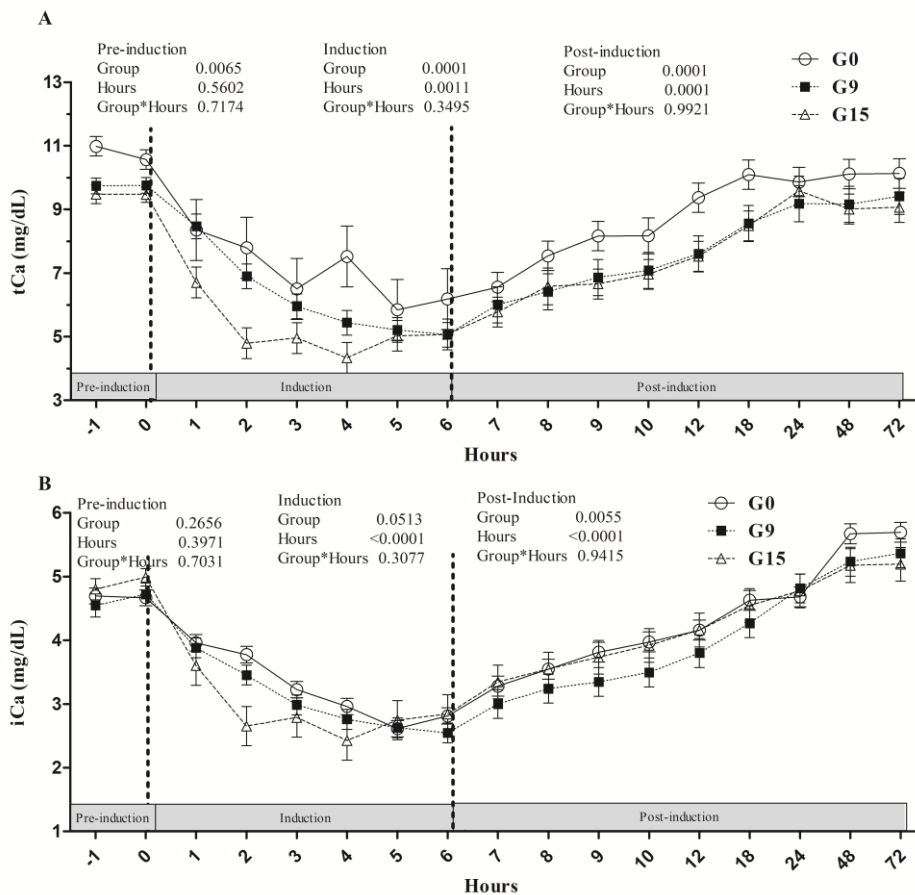 A
Pre-induction
Group 0.0065
Hours 0.5602
Group*Hours 0.7174
Induction
Group 0.0001
Hours 0.0011
Group*Hours 0.3495
Post-induction
Group 0.0001
Hours 0.0001
Group*Hours 0.9921
G0
G9
G15
tCa (mg/dL)
13
11
9
7
5
3
Pre-induction Induction Post-induction
-1 0 1 2 3 4 5 6 7 8 9 10 12 18 24 48 72
Hours
B
Pre-induction
Group 0.2656
Hours 0.3971
Group*Hours 0.7031
Induction
Group 0.0513
Hours <0.0001
Group*Hours 0.3077
Post-Induction
Group 0.0055
Hours <0.0001
Group*Hours 0.9415
G0
G9
G15
iCa (mg/dL)
6
5
4
3
2
1
Pre-induction Induction Post-induction
-1 0 1 2 3 4 5 6 7 8 9 10 12 18 24 48 72
Hours